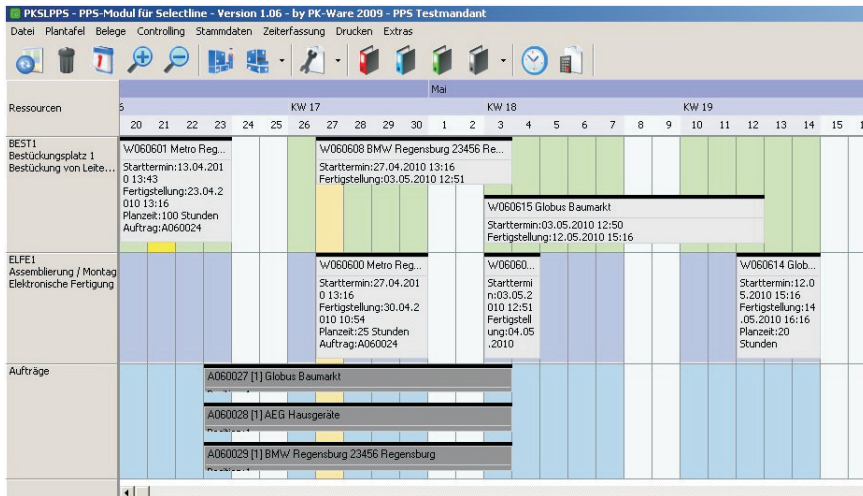 PKSLPPS - PPS-Modul für Selectline - Version 1.06 - by PK-Ware 2009 - PPS Testmandant
Datei Plantafel Belege Controlling Stammdaten Zeiterfassung Drucken Extras
Mai
Ressourcen
6 KW 17 KW 18 KW 19
20 21 22 23 24 25 26 27 28 29 30 1 2 3 4 5 6 7 8 9 10 11 12 13 14 15 1
BEST1
Bestückungsplatz 1
Bestückung von Leite...
W060601 Metro Reg...
Starttermin:13.04.201
0 13:43
Fertigstellung:23.04.2
010 13:16
Planzeit:100 Stunden
Auftrag:A060024
W060608 BMW Regensburg 23456 Re...
Starttermin:27.04.2010 13:16
Fertigstellung:03.05.2010 12:51
W060615 Globus Baumarkt
Starttermin:03.05.2010 12:50
Fertigstellung:12.05.2010 15:16
ELFE1
Assemblierung / Montag
Elektronische Fertigung
W060600 Metro Reg...
Starttermin:27.04.201
0 13:16
Fertigstellung:30.04.2
010 10:54
Planzeit:25 Stunden
Auftrag:A060024
W06060...
Starttermi
n:03.05.2
010 12:51
Fertigstell
ung:04.05
.2010
W060614 Glob...
Starttermin:12.0
5.2010 15:16
Fertigstellung:14
.05.2010 16:16
Planzeit:20
Stunden
Aufträge
A060027 [1] Globus Baumarkt
A060028 [1] AEG Hausgeräte
A060029 [1] BMW Regensburg 23456 Regensburg